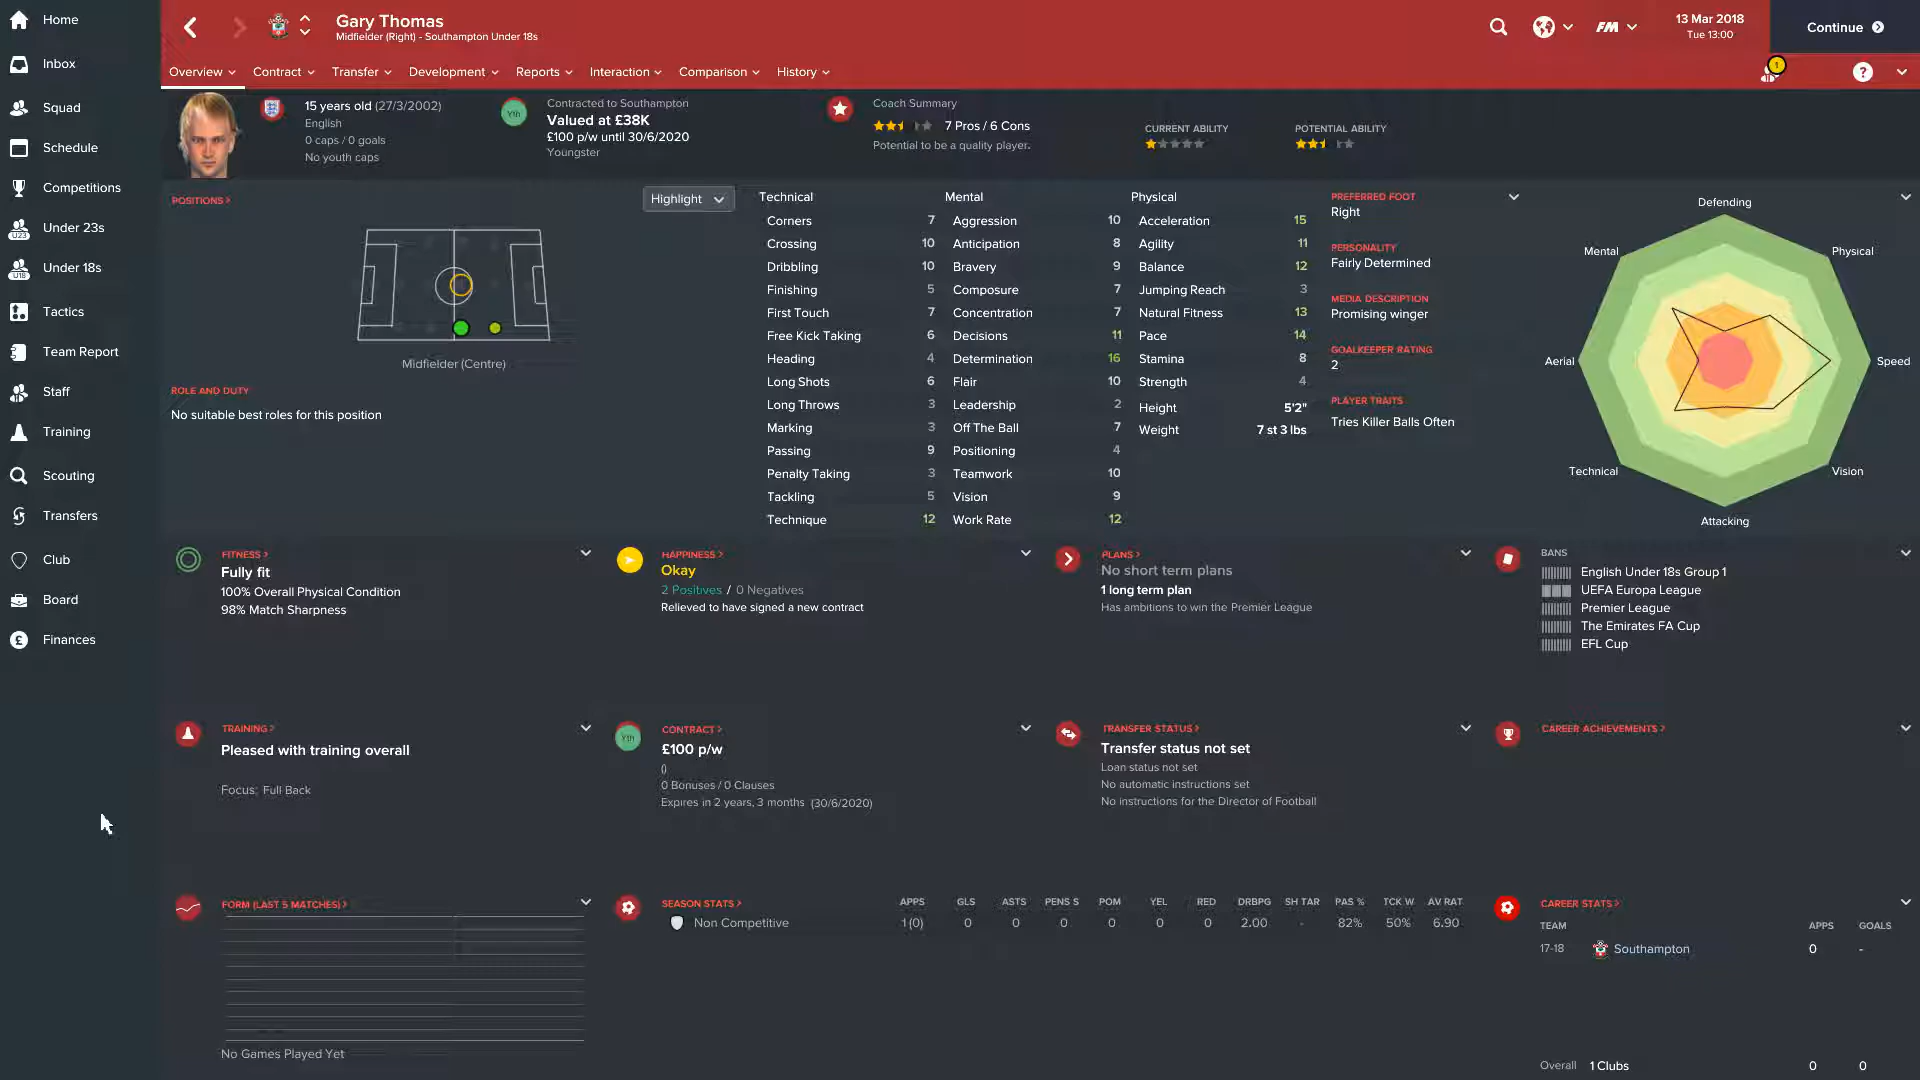 Home
Inbox
Squad
Schedule
Competitions
Under 23s
Under 18s
Tactics
Team Report
Staff
Training
Scouting
Transfers
Club
Board
Finances
Gary Thomas
Midfielder (Right) - Southampton Under 18s
FM
13 Mar 2018
Tue 13:00
Continue
Overview Contract Transfer Development Reports Interaction Comparison History
1
?
15 years old (27/3/2002)
English
0 caps / 0 goals
No youth caps
Yth
Contracted to Southampton
Valued at £38K
£100 p/w until 30/6/2020
Youngster
Coach Summary
7 Pros / 6 Cons
Potential to be a quality player.
CURRENT ABILITY
POTENTIAL ABILITY
POSITIONS >
Highlight
Midfielder (Centre)
ROLE AND DUTY
No suitable best roles for this position
Technical
Corners 7
Crossing 10
Dribbling 10
Finishing 5
First Touch 7
Free Kick Taking 6
Heading 4
Long Shots 6
Long Throws 3
Marking 3
Passing 9
Penalty Taking 3
Tackling 5
Technique 12
Mental
Aggression 10
Anticipation 8
Bravery 9
Composure 7
Concentration 7
Decisions 11
Determination 16
Flair 10
Leadership 2
Off The Ball 7
Positioning 4
Teamwork 10
Vision 9
Work Rate 12
Physical
Acceleration 15
Agility 11
Balance 12
Jumping Reach 3
Natural Fitness 13
Pace 14
Stamina 8
Strength 4
Height 5'2"
Weight 7 st 3 lbs
PREFERRED FOOT
Right
PERSONALITY
Fairly Determined
MEDIA DESCRIPTION
Promising winger
GOALKEEPER RATING
2
PLAYER TRAITS
Tries Killer Balls Often
Defending
Mental
Physical
Aerial
Speed
Technical
Vision
Attacking
FITNESS >
Fully fit
100% Overall Physical Condition
98% Match Sharpness
HAPPINESS >
Okay
2 Positives / 0 Negatives
Relieved to have signed a new contract
PLANS >
No short term plans
1 long term plan
Has ambitions to win the Premier League
BANS
English Under 18s Group 1
UEFA Europa League
Premier League
The Emirates FA Cup
EFL Cup
TRAINING >
Pleased with training overall
Focus: Full Back
Yth
CONTRACT >
£100 p/w
()
0 Bonuses / 0 Clauses
Expires in 2 years, 3 months (30/6/2020)
TRANSFER STATUS >
Transfer status not set
Loan status not set
No automatic instructions set
No instructions for the Director of Football
CAREER ACHIEVEMENTS >
FORM (LAST 5 MATCHES) >
No Games Played Yet
SEASON STATS > APPS GLS ASTS PENS S POM YEL RED DRBPG SH TAR PAS % TCK W AV RAT
Non Competitive 1 (0) 0 0 0 0 0 0 2.00 - 82% 50% 6.90
CAREER STATS >
TEAM APPS GOALS
17-18 Southampton 0 -
Overall 1 Clubs 0 0